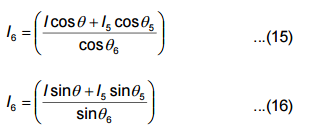 l₆ = ( (l cosθ + l₅ cosθ₅) / cosθ₆ ) ...(15)
l₆ = ( (l sinθ + l₅ sinθ₅) / sinθ₆ ) ...(16)